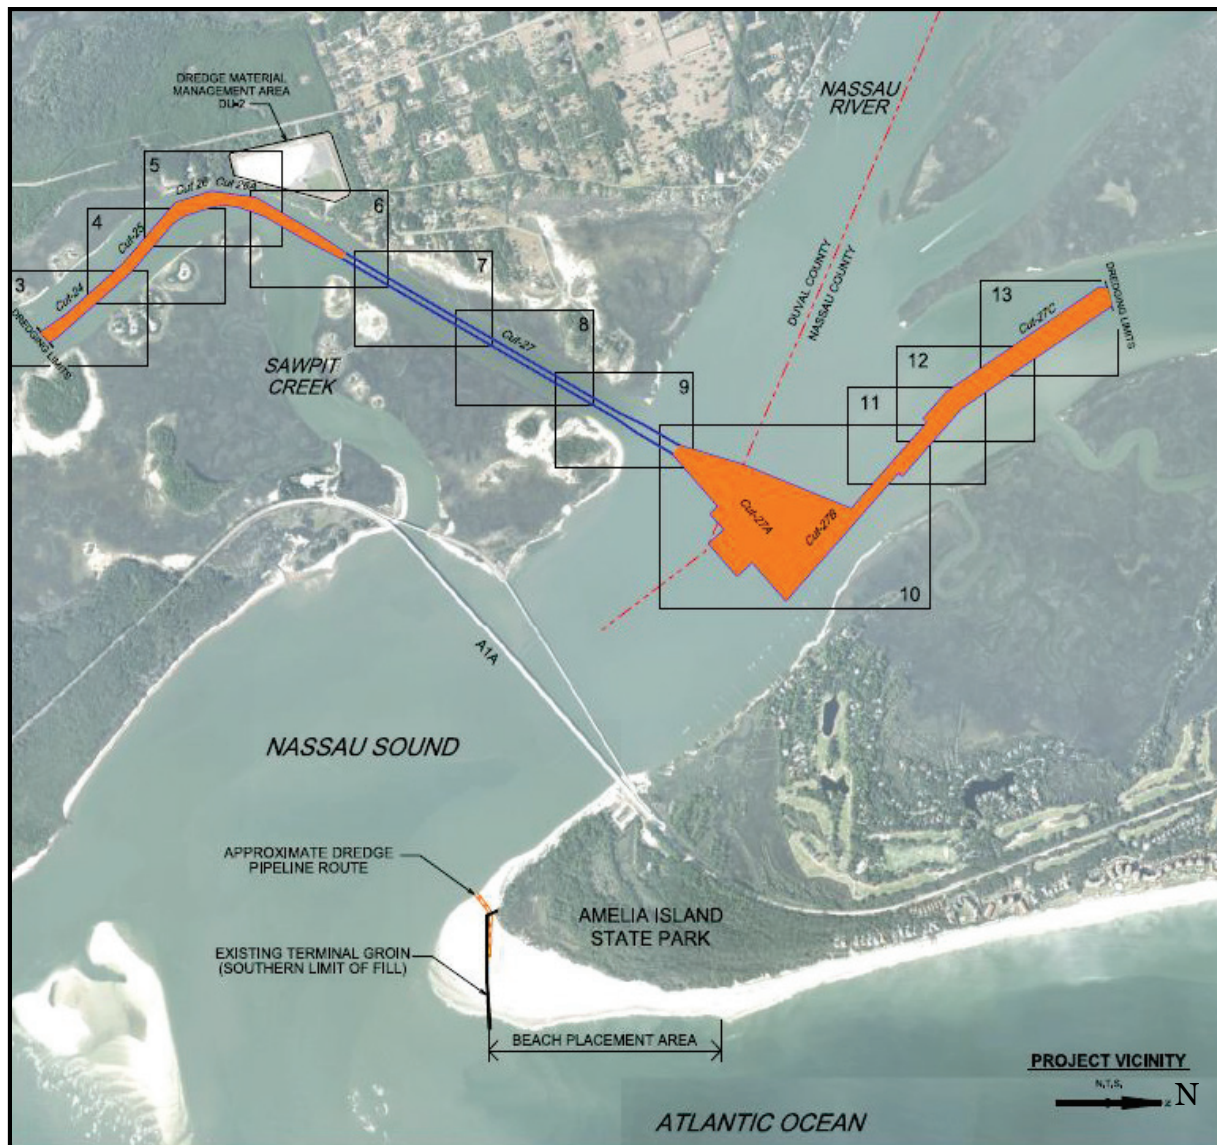 DREDGE MATERIAL
MANAGEMENT AREA
DU-2
NASSAU
RIVER
5
Cut-26
Cut-26A
6
4
Cut-25
7
3
Cut-24
DREDGING LIMITS
8
Cut-27
SAWPIT
CREEK
9
DUVAL COUNTY
NASSAU COUNTY
13
Cut-27C
DREDGING LIMITS
12
11
Cut-27A
Cut-27B
10
A1A
NASSAU SOUND
APPROXIMATE DREDGE
PIPELINE ROUTE
AMELIA ISLAND
STATE PARK
EXISTING TERMINAL GROIN
(SOUTHERN LIMIT OF FILL)
BEACH PLACEMENT AREA
PROJECT VICINITY
N.T.S.
Z N
ATLANTIC OCEAN